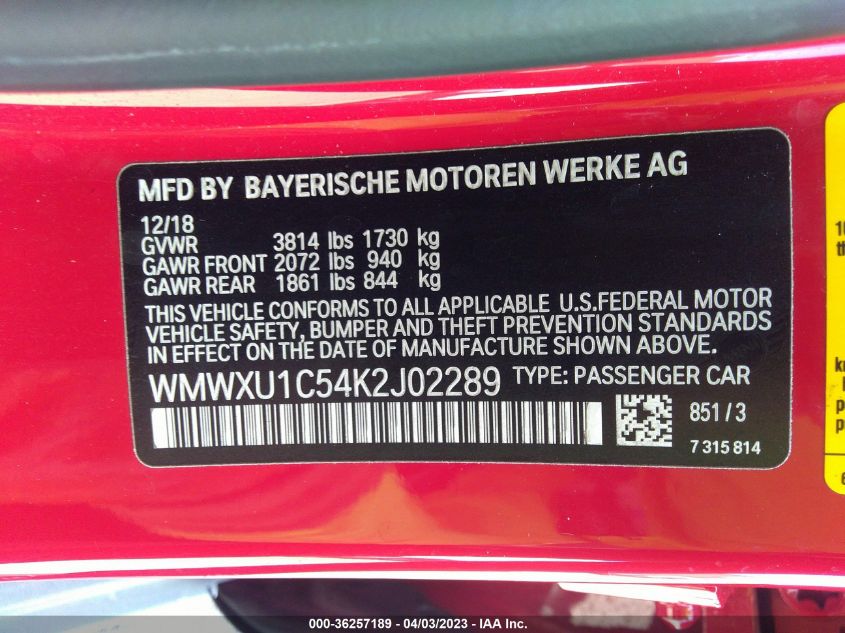 MFD BY BAYERISCHE MOTOREN WERKE AG
12/18
GVWR 3814 lbs 1730 kg
GAWR FRONT 2072 lbs 940 kg
GAWR REAR 1861 lbs 844 kg
THIS VEHICLE CONFORMS TO ALL APPLICABLE U.S.FEDERAL MOTOR
VEHICLE SAFETY, BUMPER AND THEFT PREVENTION STANDARDS
IN EFFECT ON THE DATE OF MANUFACTURE SHOWN ABOVE.
WMWXU1C54K2J02289 TYPE: PASSENGER CAR
851/3
7 315 814
000-36257189 - 04/03/2023 - IAA Inc.